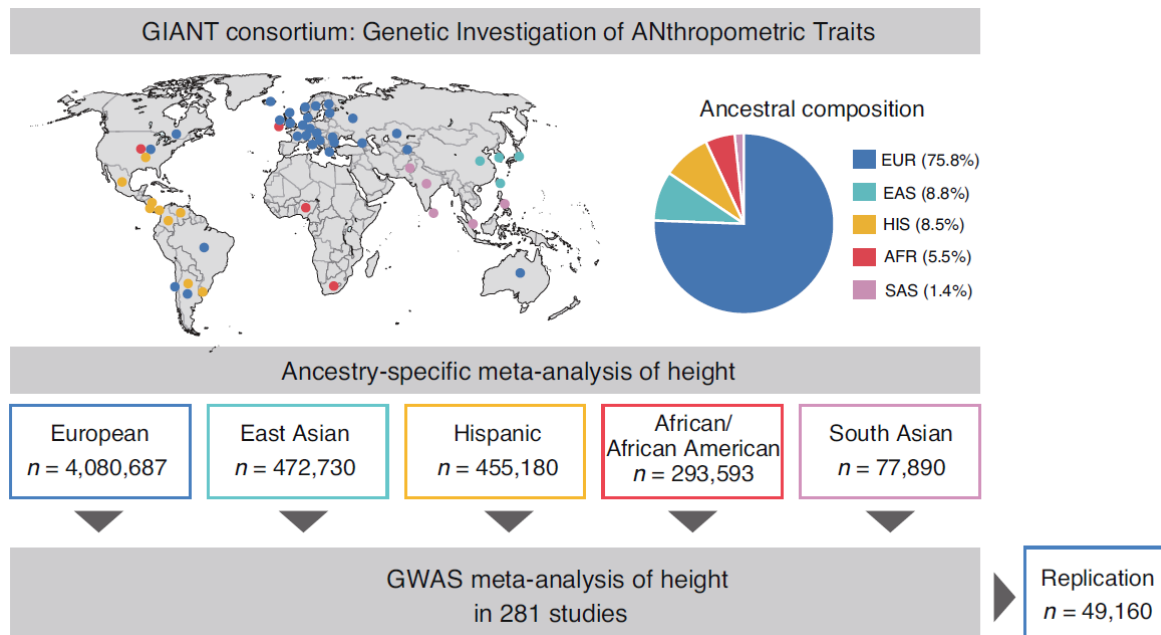 GIANT consortium: Genetic Investigation of ANthropometric Traits
Ancestral composition
EUR (75.8%)
EAS (8.8%)
HIS (8.5%)
AFR (5.5%)
SAS (1.4%)
Ancestry-specific meta-analysis of height
European
n = 4,080,687
East Asian
n = 472,730
Hispanic
n = 455,180
African/
African American
n = 293,593
South Asian
n = 77,890
GWAS meta-analysis of height
in 281 studies
Replication
n = 49,160